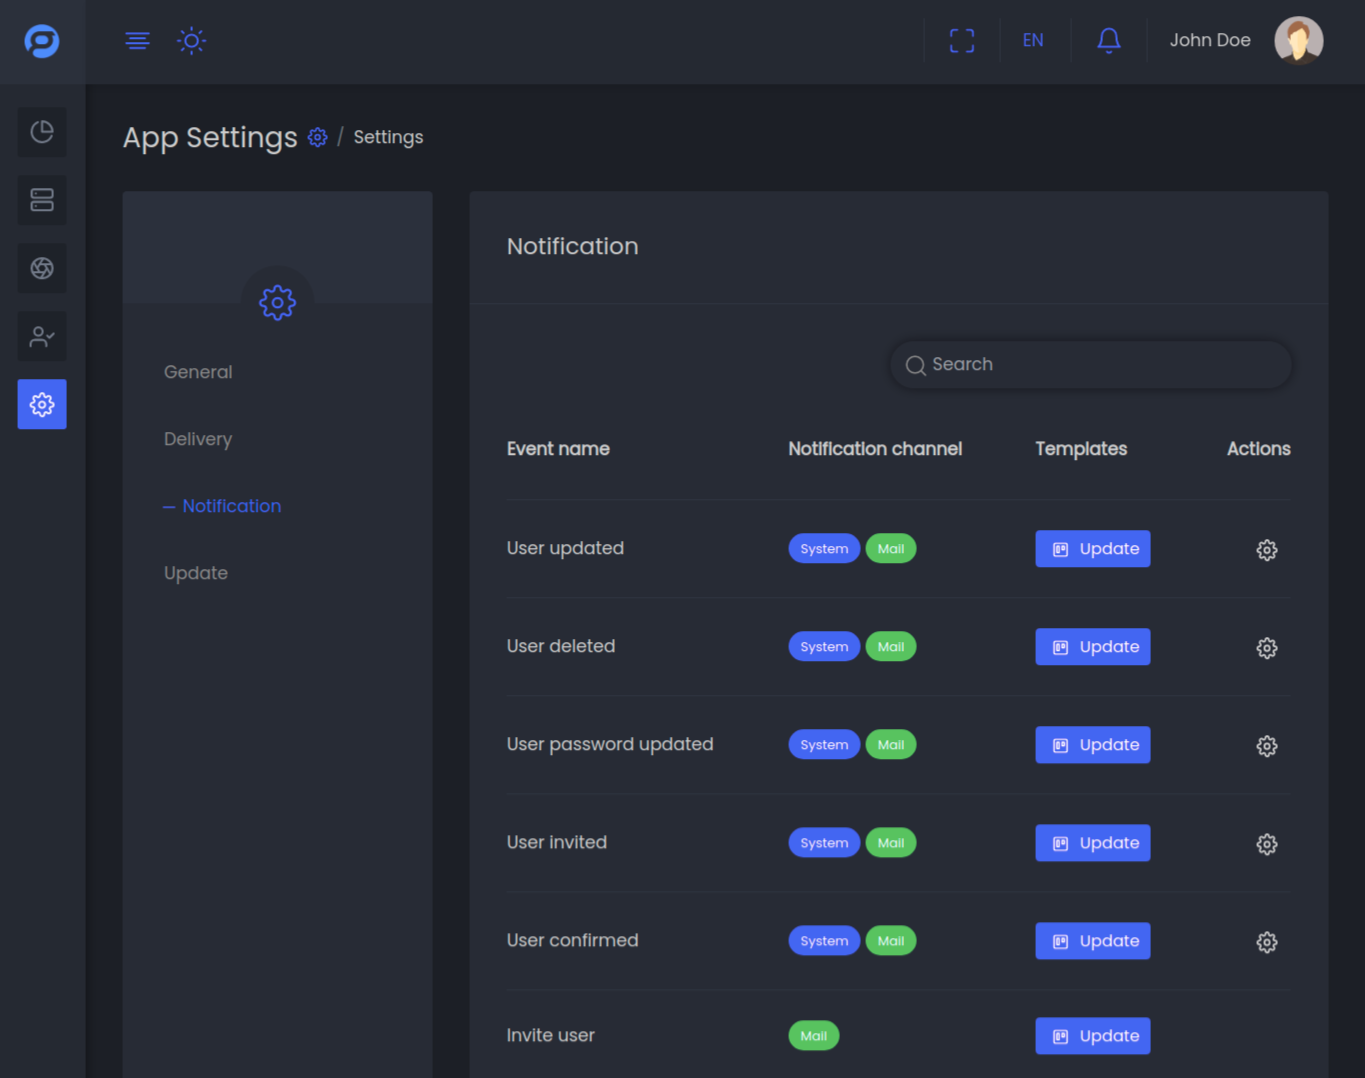 EN
John Doe
App Settings / Settings
General
Delivery
— Notification
Update
Notification
Search
Event name Notification channel Templates Actions
User updated System Mail Update
User deleted System Mail Update
User password updated System Mail Update
User invited System Mail Update
User confirmed System Mail Update
Invite user Mail Update